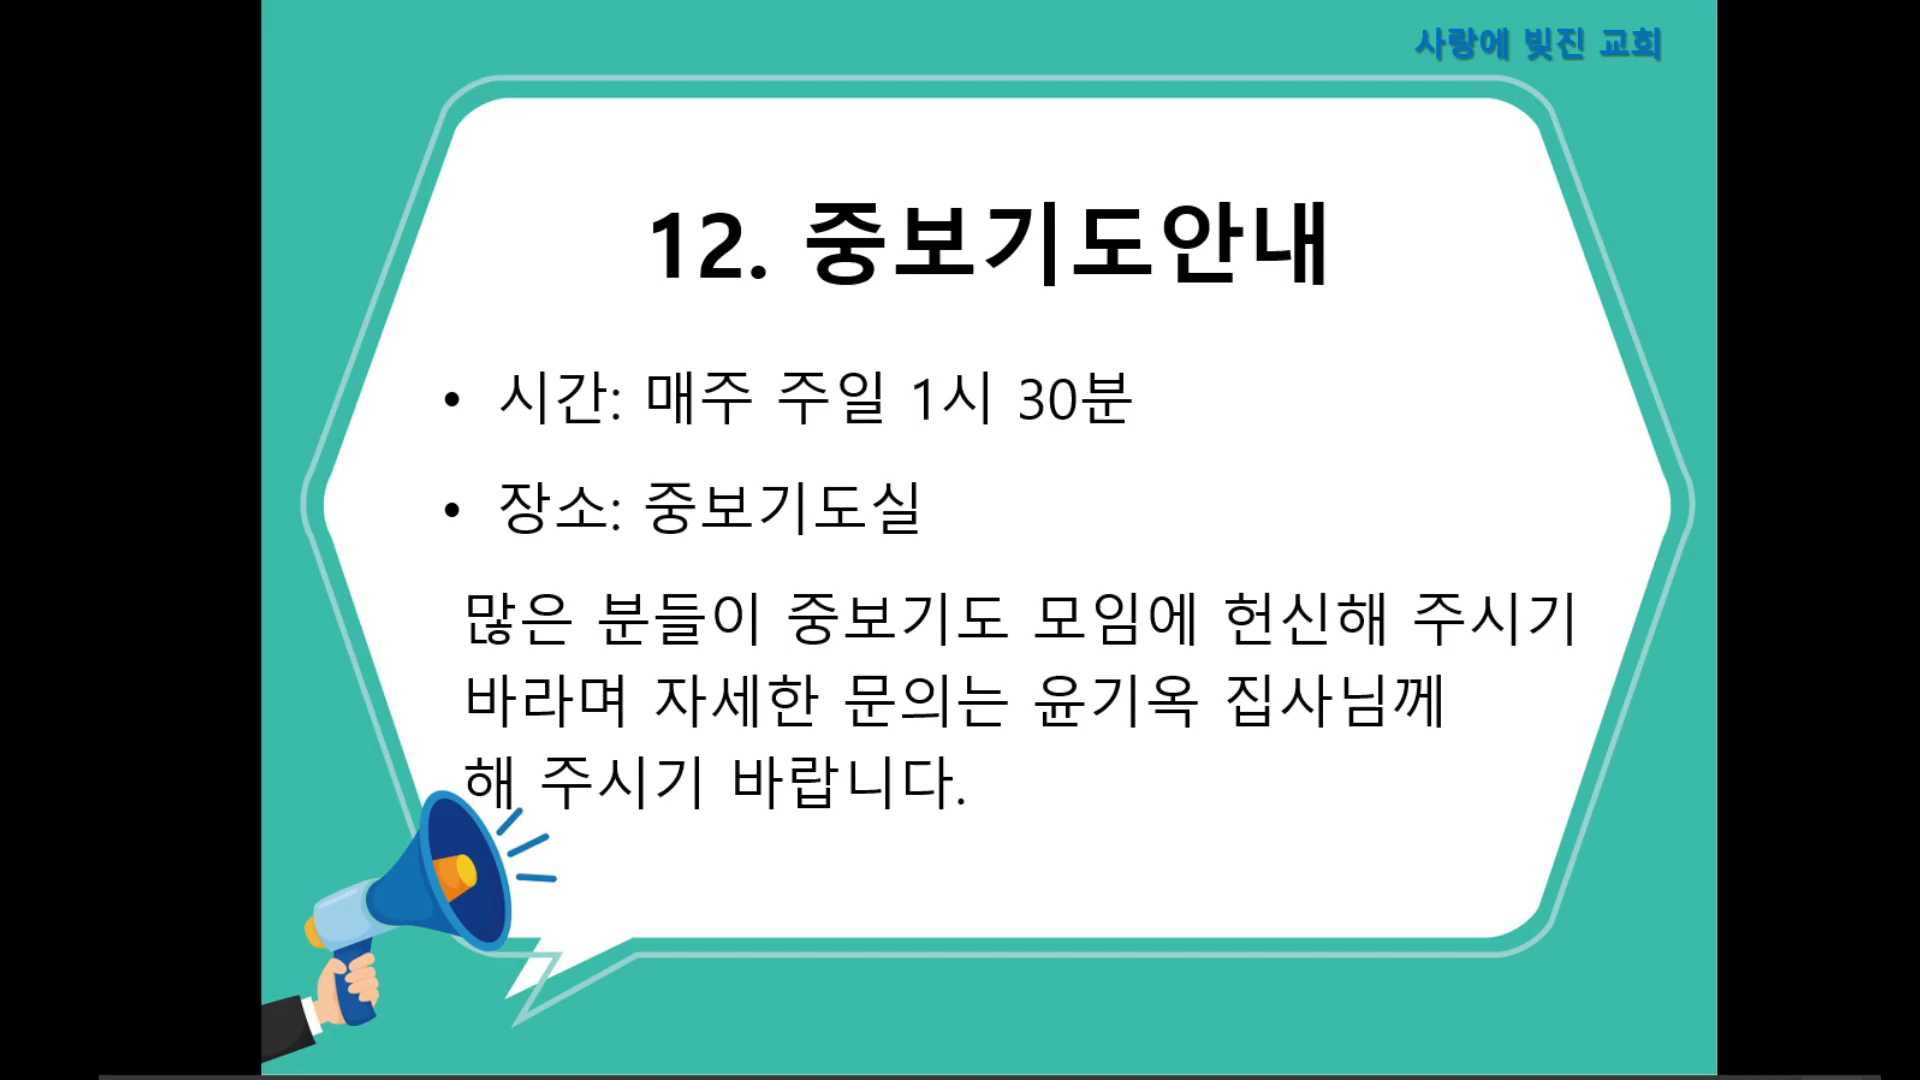 사랑에 빚진 교회
12. 중보기도안내
• 시간: 매주 주일 1시 30분
• 장소: 중보기도실
많은 분들이 중보기도 모임에 헌신해 주시기
바라며 자세한 문의는 윤기옥 집사님께
해 주시기 바랍니다.